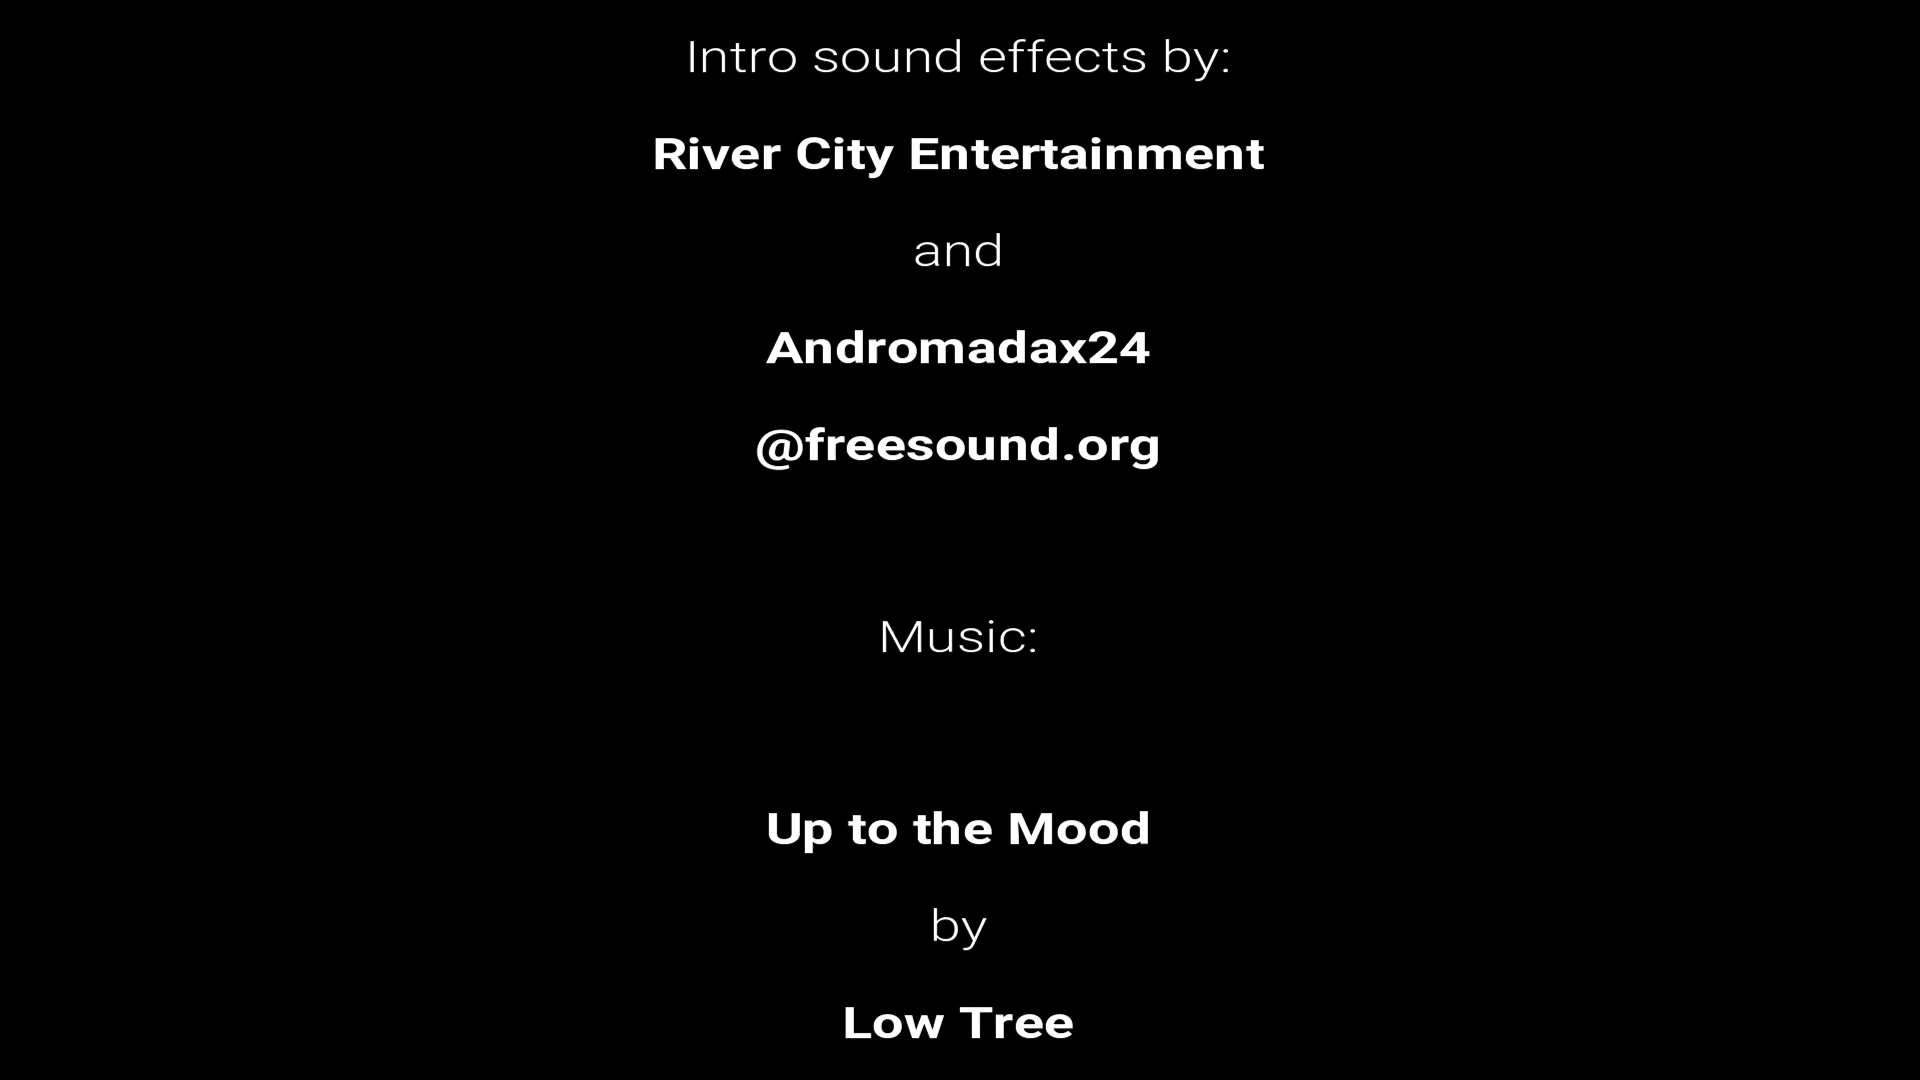 Intro sound effects by:
River City Entertainment
and
Andromadax24
@freesound.org
Music:
Up to the Mood
by
Low Tree